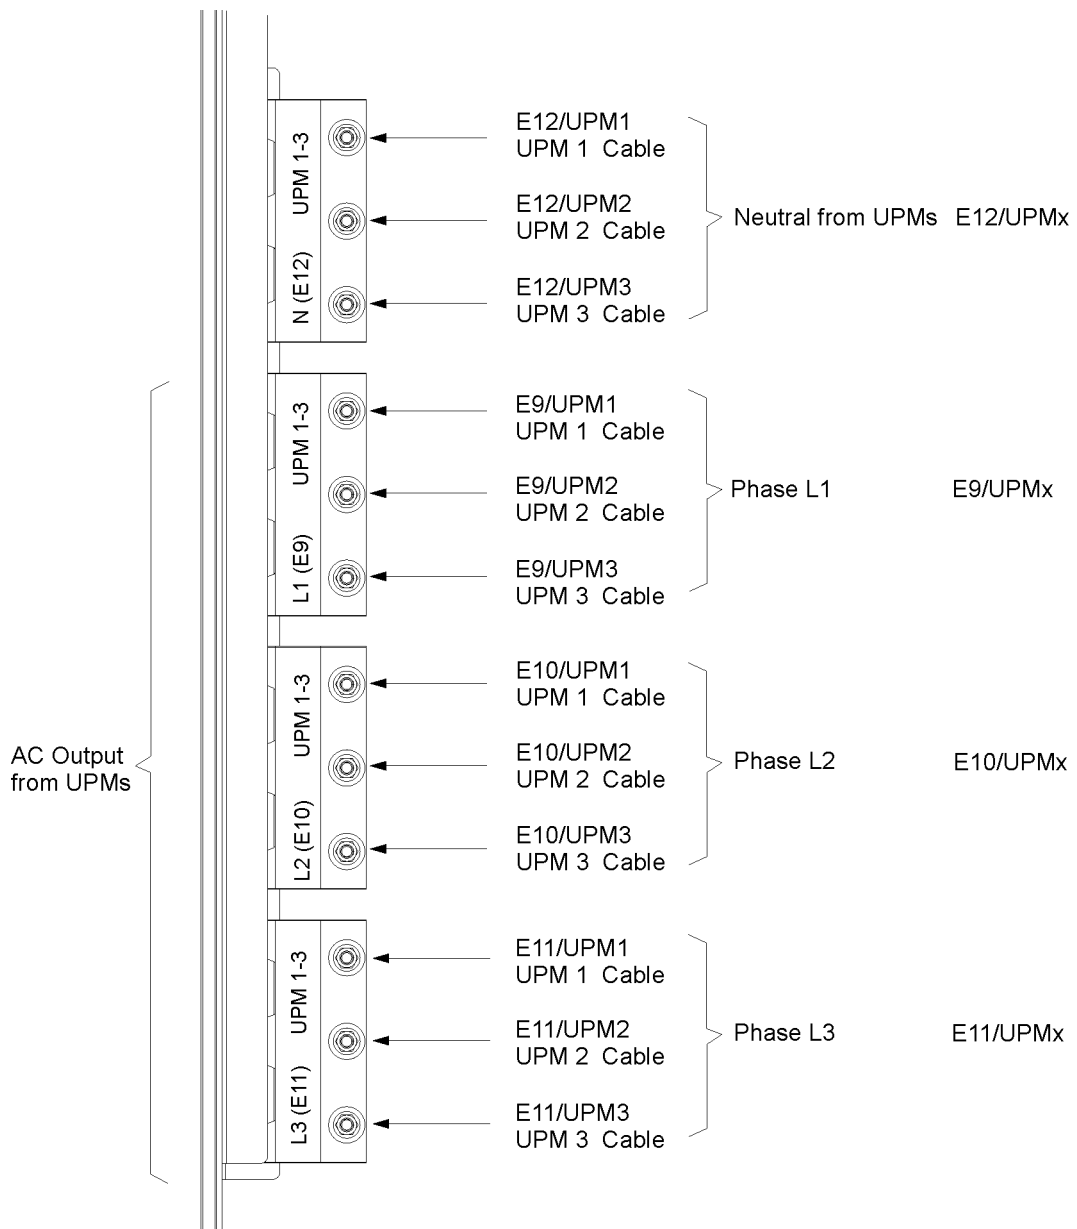 UPM 1-3
N (E12)
E12/UPM1
UPM 1 Cable
E12/UPM2
UPM 2 Cable
E12/UPM3
UPM 3 Cable
Neutral from UPMs E12/UPMx
AC Output
from UPMs
UPM 1-3
L1 (E9)
E9/UPM1
UPM 1 Cable
E9/UPM2
UPM 2 Cable
E9/UPM3
UPM 3 Cable
Phase L1 E9/UPMx
UPM 1-3
L2 (E10)
E10/UPM1
UPM 1 Cable
E10/UPM2
UPM 2 Cable
E10/UPM3
UPM 3 Cable
Phase L2 E10/UPMx
UPM 1-3
L3 (E11)
E11/UPM1
UPM 1 Cable
E11/UPM2
UPM 2 Cable
E11/UPM3
UPM 3 Cable
Phase L3 E11/UPMx